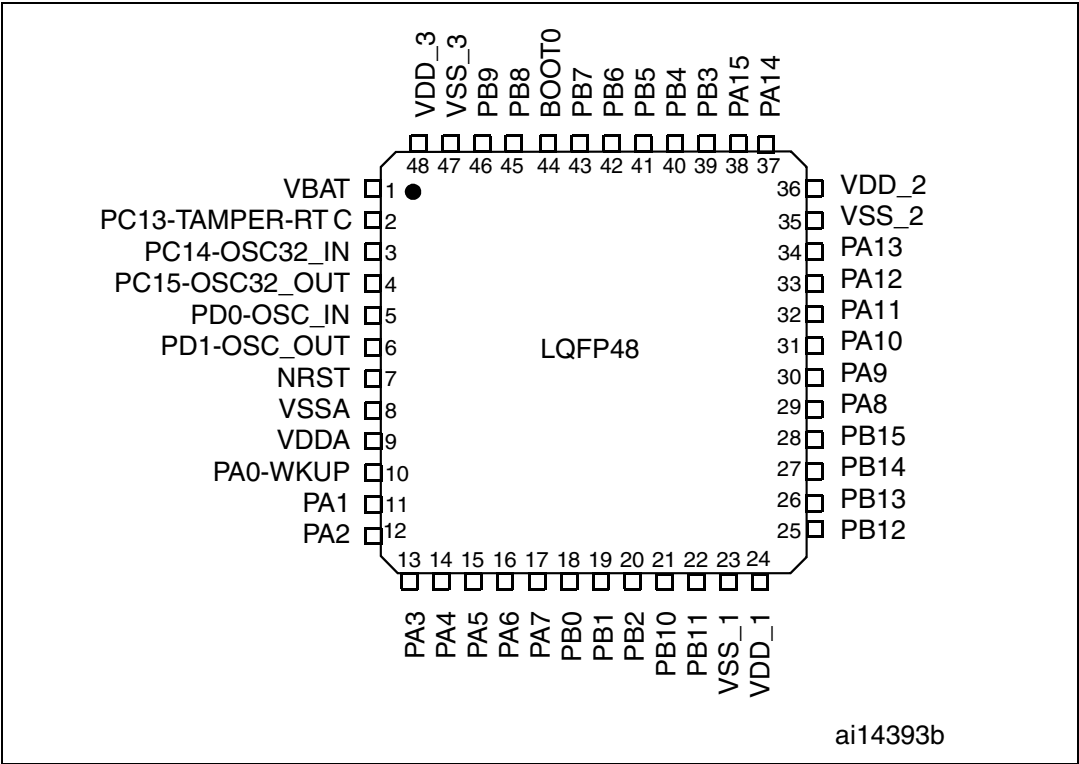 VDD_3
VSS_3
PB9
PB8
BOOT0
PB7
PB6
PB5
PB4
PB3
PA15
PA14
48 47 46 45 44 43 42 41 40 39 38 37
VBAT 1 36 VDD_2
PC13-TAMPER-RT C 2 35 VSS_2
PC14-OSC32_IN 3 34 PA13
PC15-OSC32_OUT 4 33 PA12
PD0-OSC_IN 5 32 PA11
PD1-OSC_OUT 6 LQFP48 31 PA10
NRST 7 30 PA9
VSSA 8 29 PA8
VDDA 9 28 PB15
PA0-WKUP 10 27 PB14
PA1 11 26 PB13
PA2 12 25 PB12
13 14 15 16 17 18 19 20 21 22 23 24
PA3
PA4
PA5
PA6
PA7
PB0
PB1
PB2
PB10
PB11
VSS_1
VDD_1
ai14393b